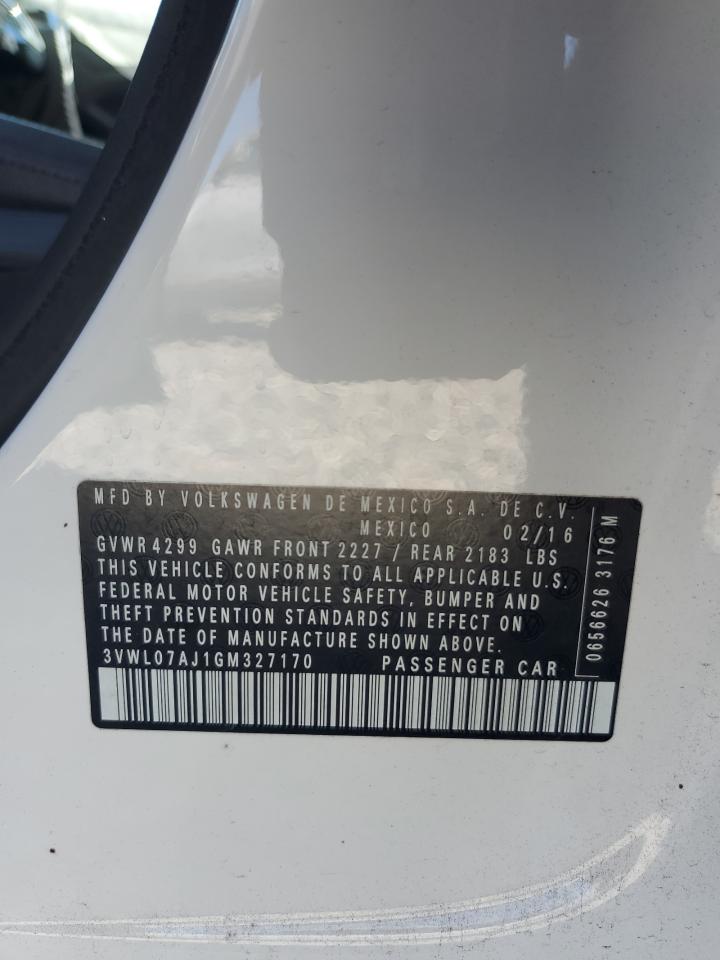 MFD BY VOLKSWAGEN DE MEXICO S.A. DE C.V.
MEXICO 02/16
GVWR 4299 GAWR FRONT 2227 / REAR 2183 LBS
THIS VEHICLE CONFORMS TO ALL APPLICABLE U.S.
FEDERAL MOTOR VEHICLE SAFETY, BUMPER AND
THEFT PREVENTION STANDARDS IN EFFECT ON
THE DATE OF MANUFACTURE SHOWN ABOVE.
3VWL07AJ1GM327170 PASSENGER CAR
0656626 3176 M